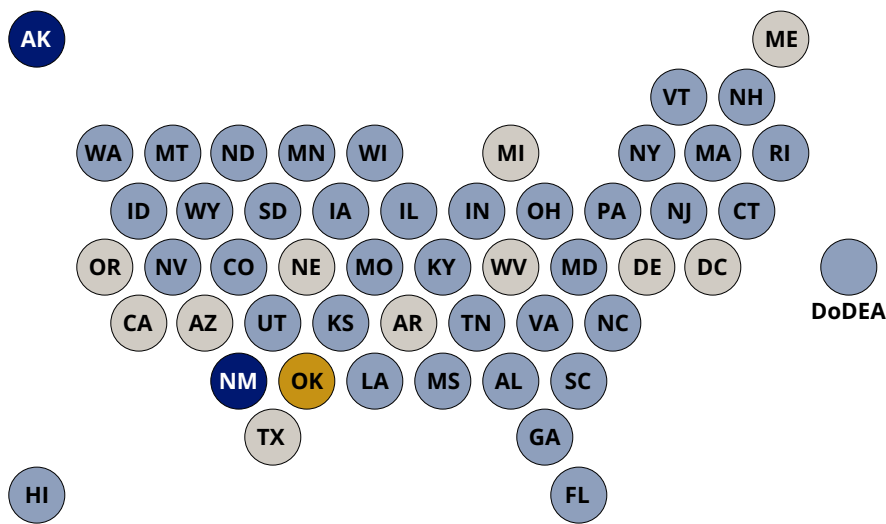 AK ME
VT NH
WA MT ND MN WI MI NY MA RI
ID WY SD IA IL IN OH PA NJ CT
OR NV CO NE MO KY WV MD DE DC
DoDEA
CA AZ UT KS AR TN VA NC
NM OK LA MS AL SC
TX GA
HI FL